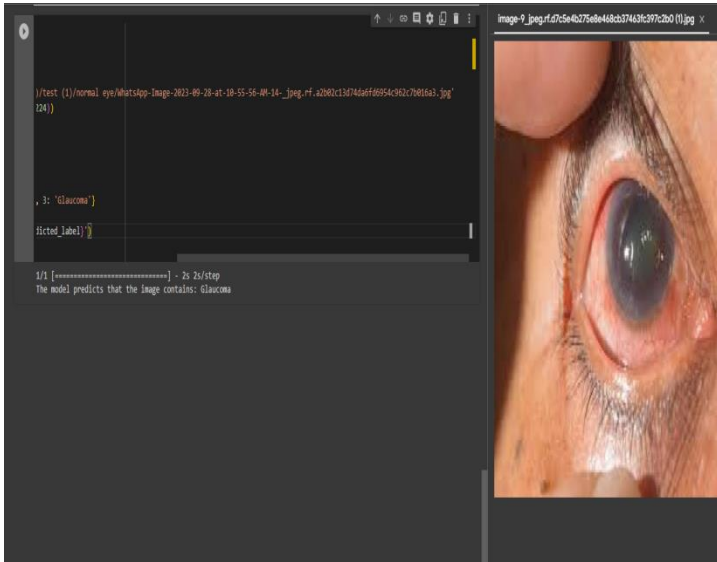 )/test (1)/normal eye/WhatsApp-Image-2023-09-28-at-10-55-56-AM-14-_jpeg.rf.a2b02c13d74da6fd6954c962c7b016a3.jpg'
224))
, 3: 'Glaucoma'}
dicted_label}")
1/1 [==============================] - 2s 2s/step
The model predicts that the image contains: Glaucoma
image-9_jpeg.rf.d7c5e4b275e8e468cb37463fc397c2b0 (1).jpg ×